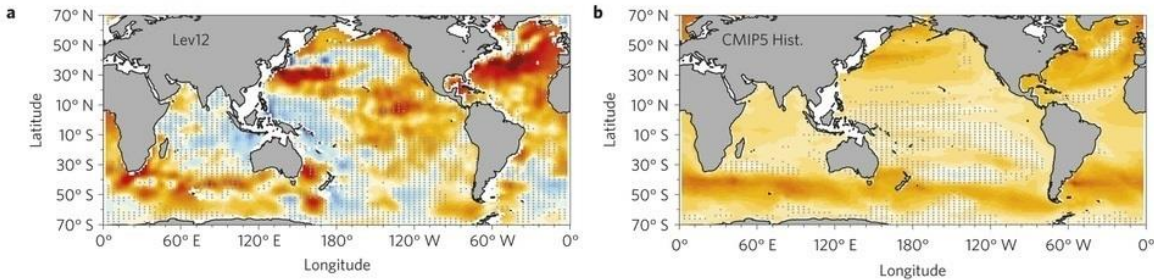 a
Lev12
70° N
50° N
30° N
10° N
10° S
30° S
50° S
70° S
Latitude
0°
60° E
120° E
180°
120° W
60° W
0°
Longitude
b
CMIP5 Hist.
70° N
50° N
30° N
10° N
10° S
30° S
50° S
70° S
Latitude
0°
60° E
120° E
180°
120° W
60° W
0°
Longitude